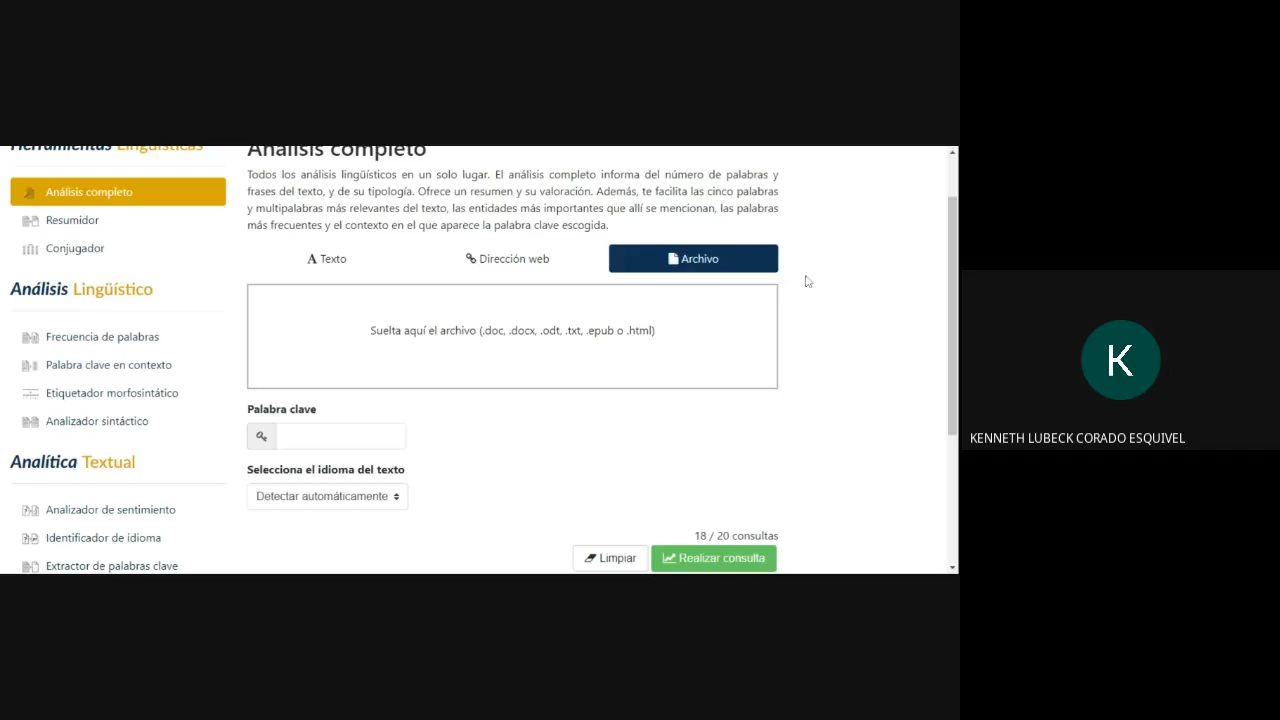 Herramientas Lingüísticas
Análisis completo
Resumidor
Conjugador
Análisis Lingüístico
Frecuencia de palabras
Palabra clave en contexto
Etiquetador morfosintático
Analizador sintáctico
Analítica Textual
Analizador de sentimiento
Identificador de idioma
Extractor de palabras clave
Análisis completo
Todos los análisis lingüísticos en un solo lugar. El análisis completo informa del número de palabras y
frases del texto, y de su tipología. Ofrece un resumen y su valoración. Además, te facilita las cinco palabras
y multipalabras más relevantes del texto, las entidades más importantes que allí se mencionan, las palabras
más frecuentes y el contexto en el que aparece la palabra clave escogida.
Texto
Dirección web
Archivo
Suelta aquí el archivo (.doc, .docx, .odt, .txt, .epub o .html)
Palabra clave
Selecciona el idioma del texto
Detectar automáticamente
18 / 20 consultas
Limpiar
Realizar consulta
K
KENNETH LUBECK CORADO ESQUIVEL